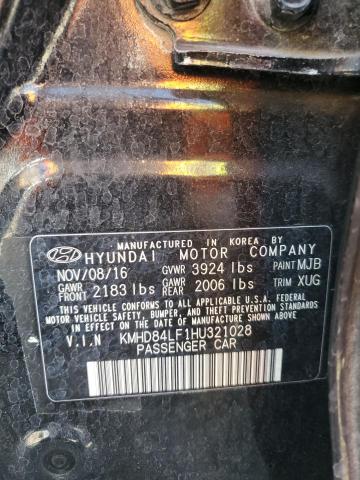 MANUFACTURED IN KOREA BY
HYUNDAI MOTOR COMPANY
NOV/08/16 GVWR 3924 lbs PAINT MJB
GAWR FRONT 2183 lbs GAWR REAR 2006 lbs TRIM XUG
THIS VEHICLE CONFORMS TO ALL APPLICABLE U.S.A. FEDERAL
MOTOR VEHICLE SAFETY, BUMPER, AND THEFT PREVENTION
STANDARDS IN EFFECT ON THE DATE OF MANUFACTURE SHOWN ABOVE.
V.I.N KMHD84LF1HU321028
PASSENGER CAR